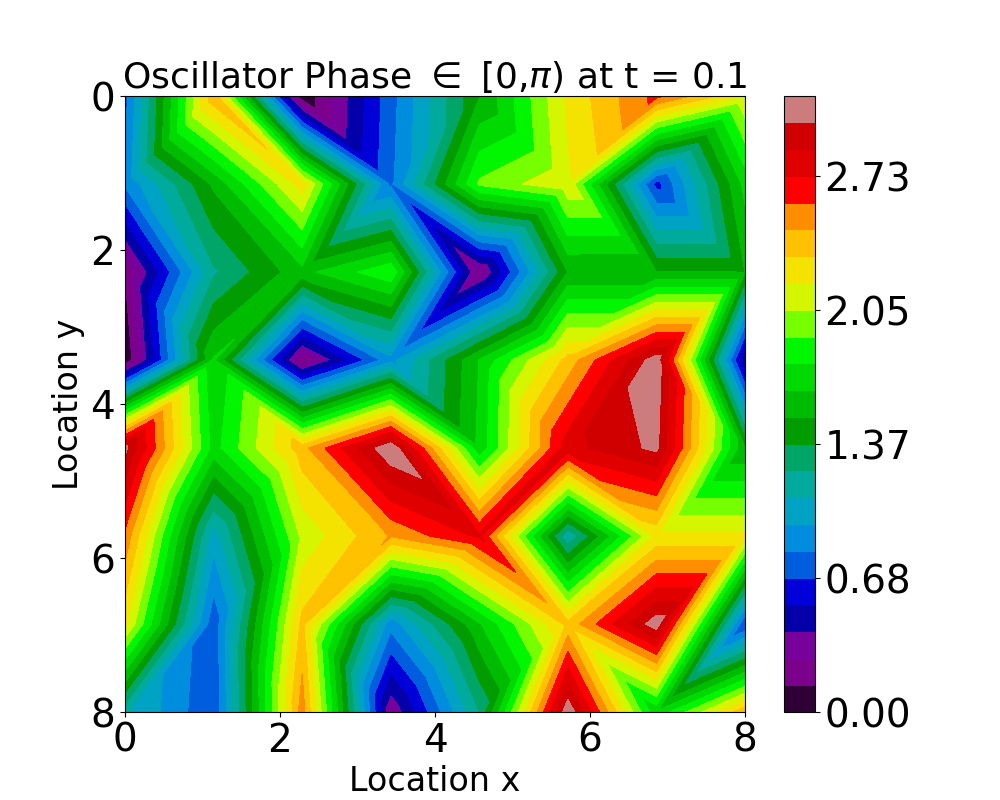 Oscillator Phase ∈ [0,π) at t = 0.1
0
2
4
6
8
Location y
0 2 4 6 8
Location x
2.73
2.05
1.37
0.68
0.00